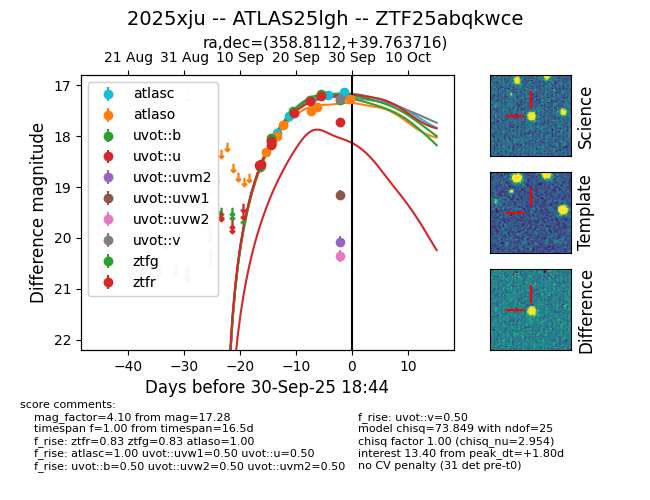 2025xju -- ATLAS25lgh -- ZTF25abqkwce
ra,dec=(358.8112,+39.763716)
21 Aug 31 Aug 10 Sep 20 Sep 30 Sep 10 Oct
17
18
19
20
21
22
Difference magnitude
atlasc
atlaso
uvot::b
uvot::u
uvot::uvm2
uvot::uvw1
uvot::uvw2
uvot::v
ztfg
ztfr
−40 −30 −20 −10 0 10
Days before 30-Sep-25 18:44
Science
Template
Difference
score comments:
mag_factor=4.10 from mag=17.28
timespan f=1.00 from timespan=16.5d
f_rise: ztfr=0.83 ztfg=0.83 atlaso=1.00
f_rise: atlasc=1.00 uvot::uvw1=0.50 uvot::u=0.50
f_rise: uvot::b=0.50 uvot::uvw2=0.50 uvot::uvm2=0.50
f_rise: uvot::v=0.50
model chisq=73.849 with ndof=25
chisq factor 1.00 (chisq_nu=2.954)
interest 13.40 from peak_dt=+1.80d
no CV penalty (31 det pre-t0)